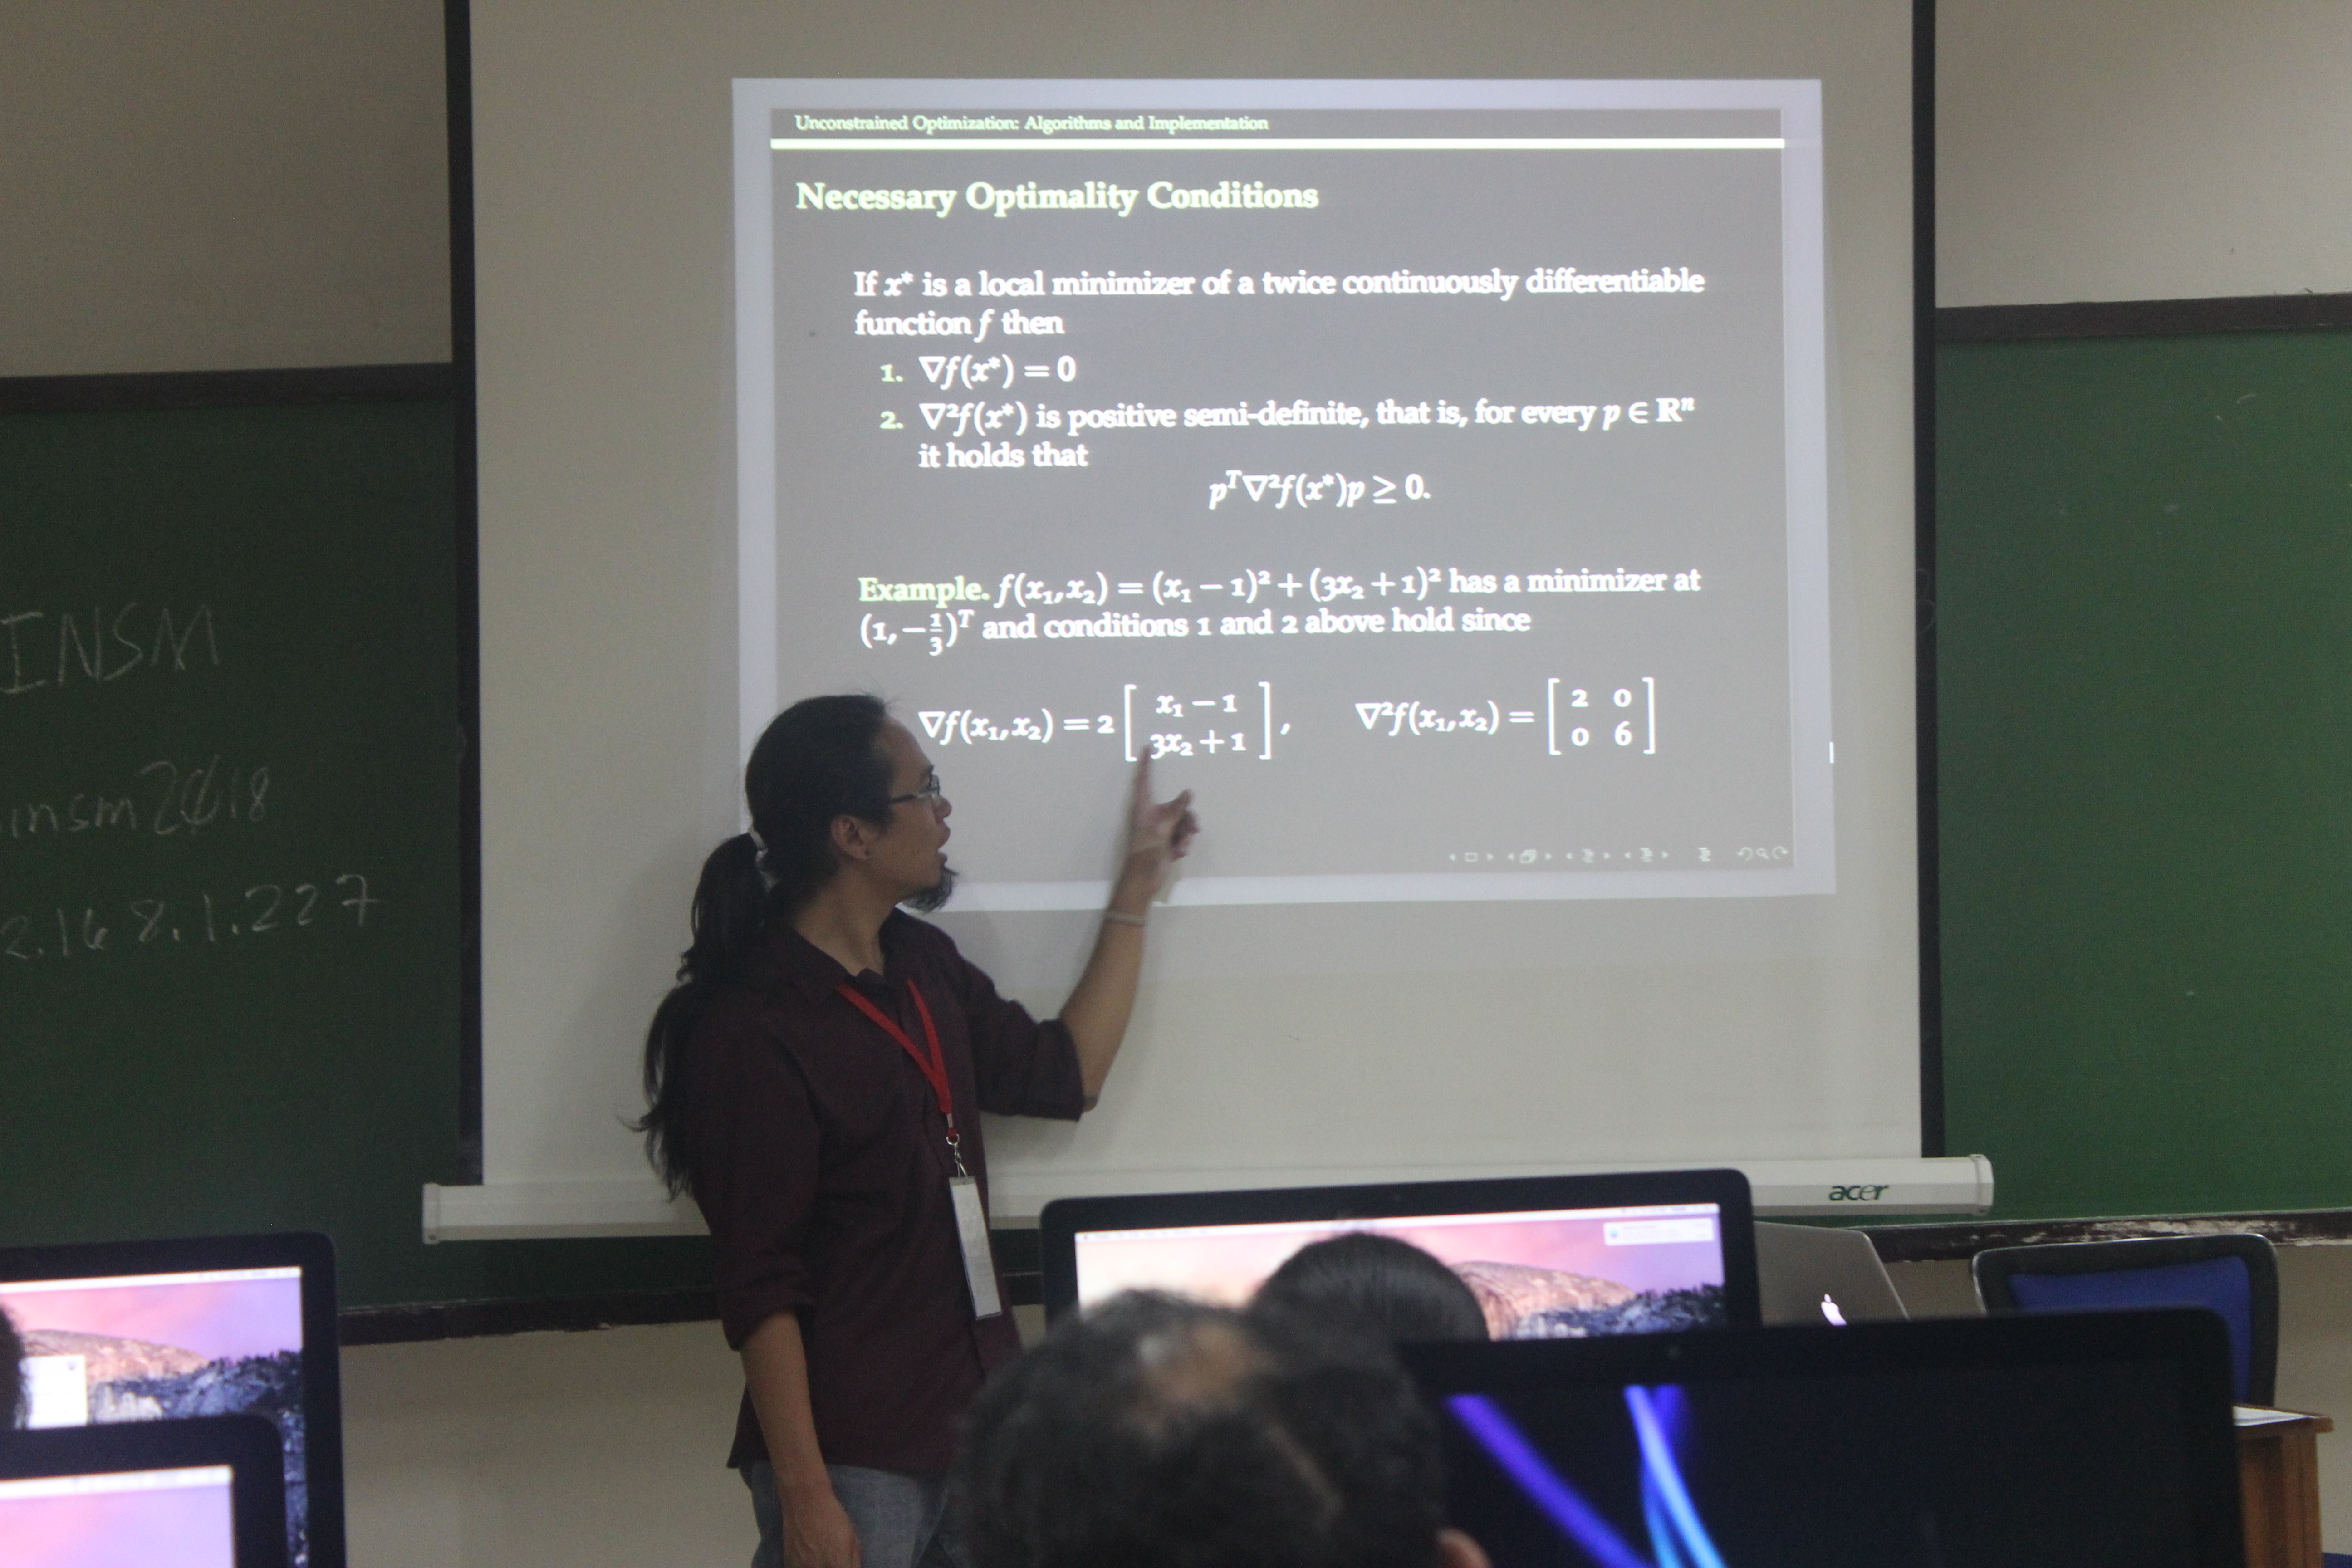 Unconstrained Optimization: Algorithms and Implementation
Necessary Optimality Conditions
If x* is a local minimizer of a twice continuously differentiable
function f then
1. ∇f(x*) = 0
2. ∇²f(x*) is positive semi-definite, that is, for every p ∈ ℝⁿ
it holds that
pᵀ∇²f(x*)p ≥ 0.
Example. f(x₁, x₂) = (x₁ − 1)² + (3x₂ + 1)² has a minimizer at
(1, −1/3)ᵀ and conditions 1 and 2 above hold since
∇f(x₁, x₂) = 2 [ x₁ − 1 ; 3x₂ + 1 ], ∇²f(x₁, x₂) = [ 2 0 ; 0 6 ]
INSM
insm2018
2.168.1.227
acer